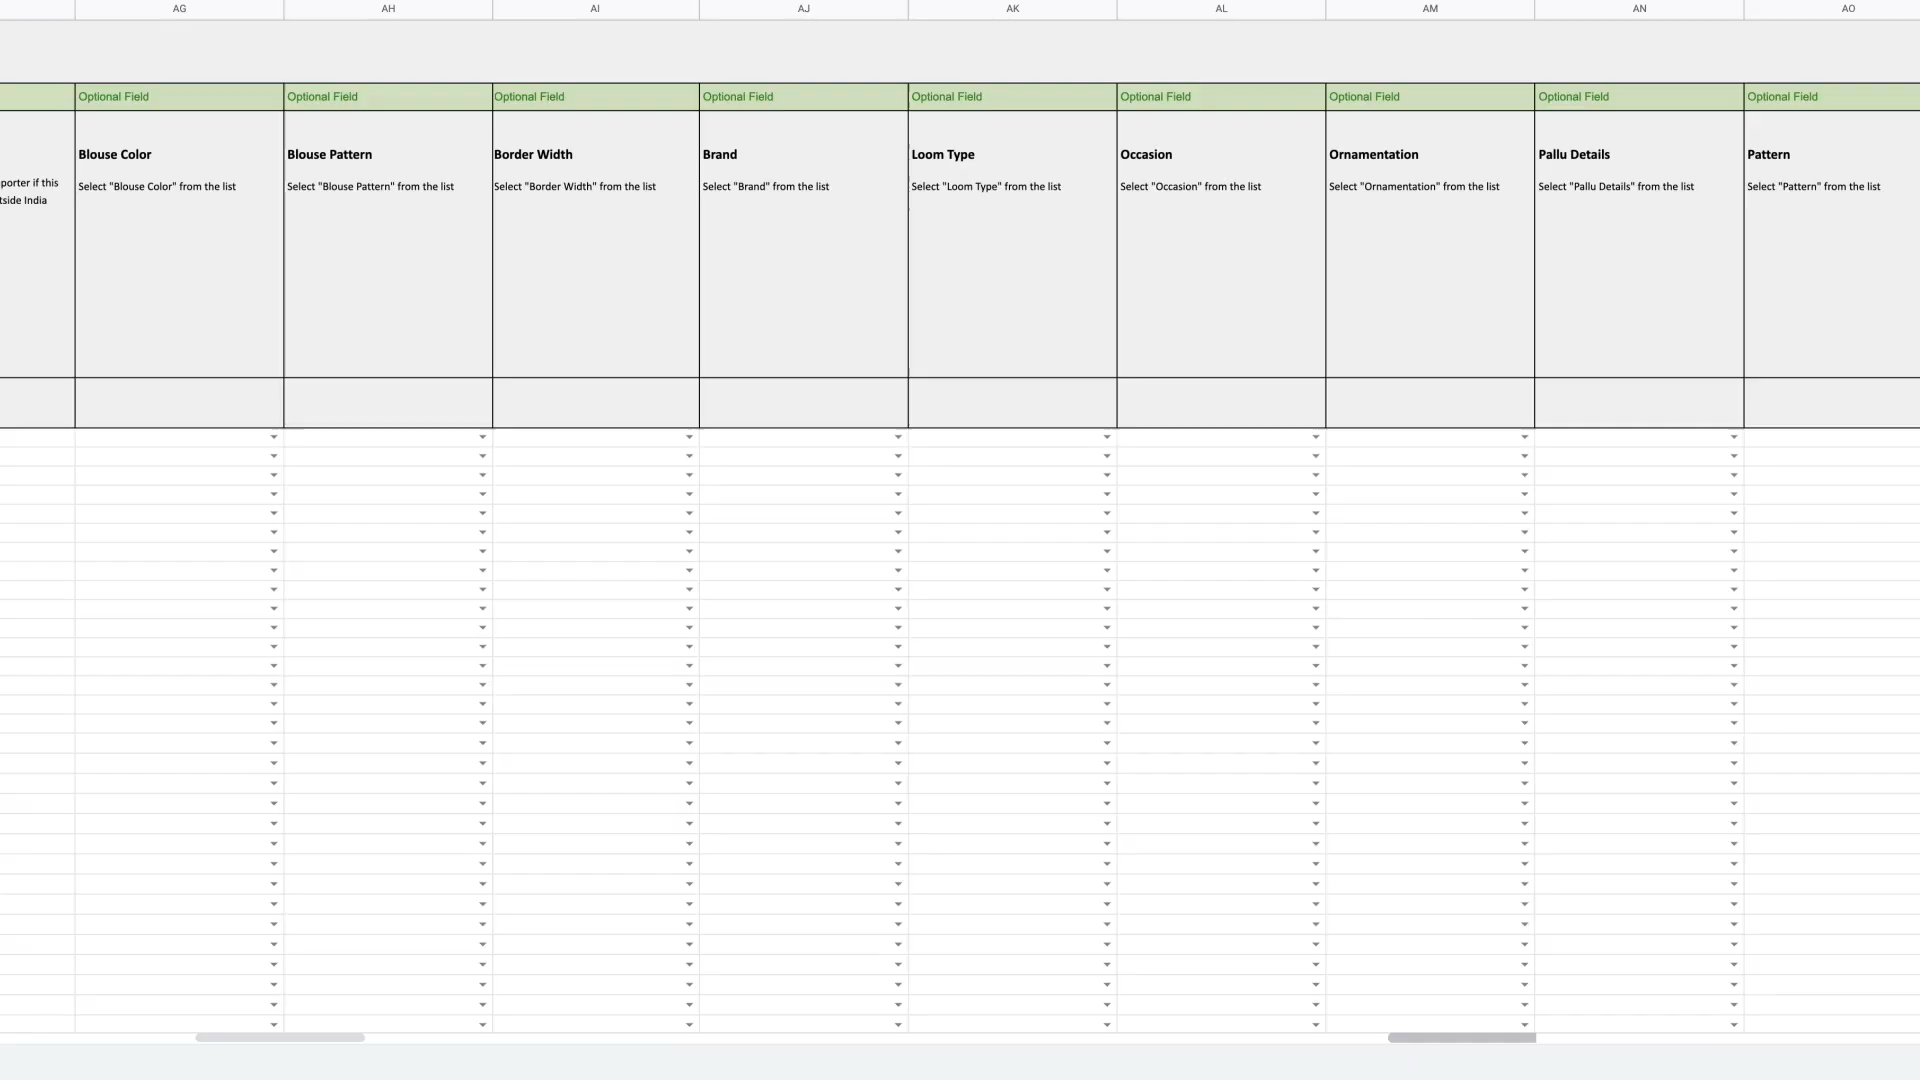 AG AH AI AJ AK AL AM AN AO
Optional Field Optional Field Optional Field Optional Field Optional Field Optional Field Optional Field Optional Field Optional Field
Blouse Color Blouse Pattern Border Width Brand Loom Type Occasion Ornamentation Pallu Details Pattern
porter if this Select "Blouse Color" from the list Select "Blouse Pattern" from the list Select "Border Width" from the list Select "Brand" from the list Select "Loom Type" from the list Select "Occasion" from the list Select "Ornamentation" from the list Select "Pallu Details" from the list Select "Pattern" from the list
tside India